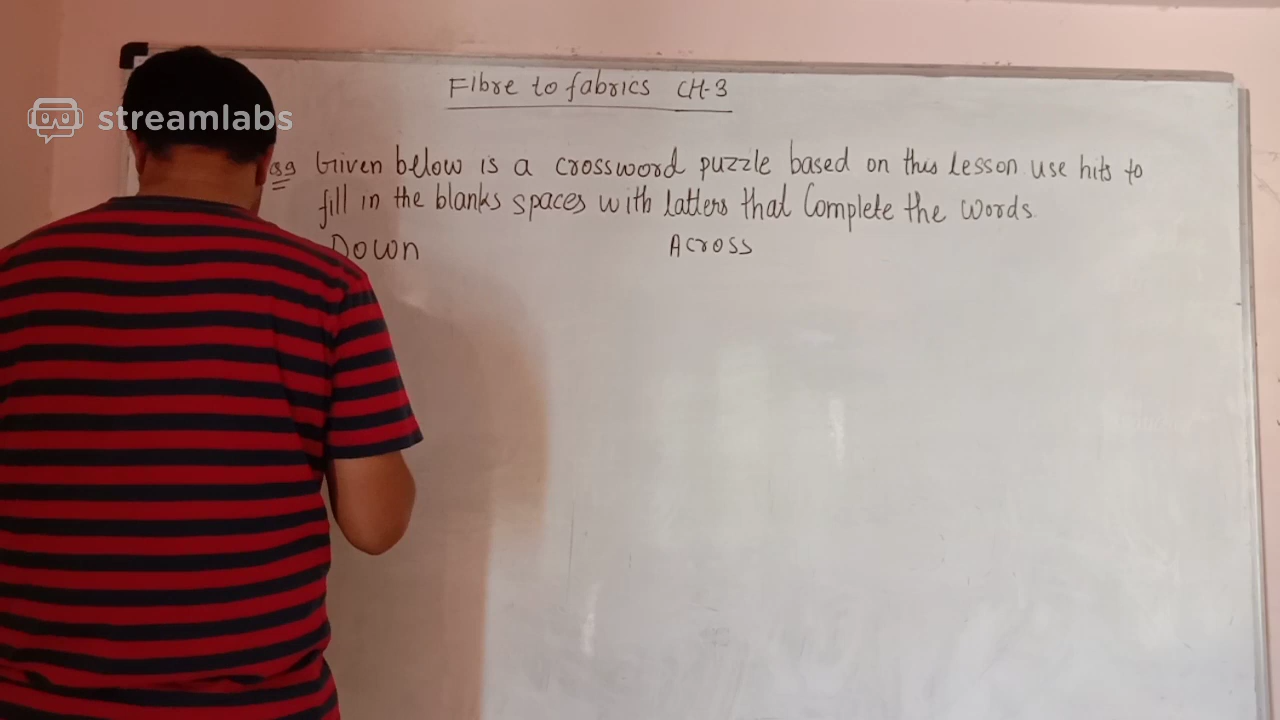 streamlabs
Fibre to fabrics CH-3
Q9 Given below is a crossword puzzle based on this lesson use hits to
fill in the blanks spaces with latters that Complete the words.
Down
Across